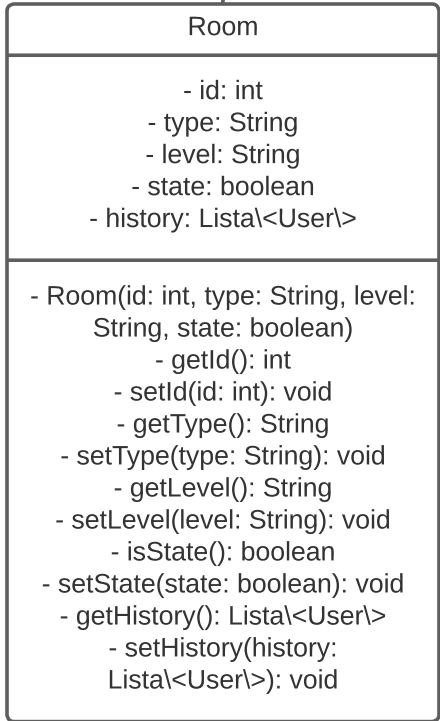 Room
- id: int
- type: String
- level: String
- state: boolean
- history: Lista\<User\>
- Room(id: int, type: String, level:
String, state: boolean)
- getId(): int
- setId(id: int): void
- getType(): String
- setType(type: String): void
- getLevel(): String
- setLevel(level: String): void
- isState(): boolean
- setState(state: boolean): void
- getHistory(): Lista\<User\>
- setHistory(history:
Lista\<User\>): void